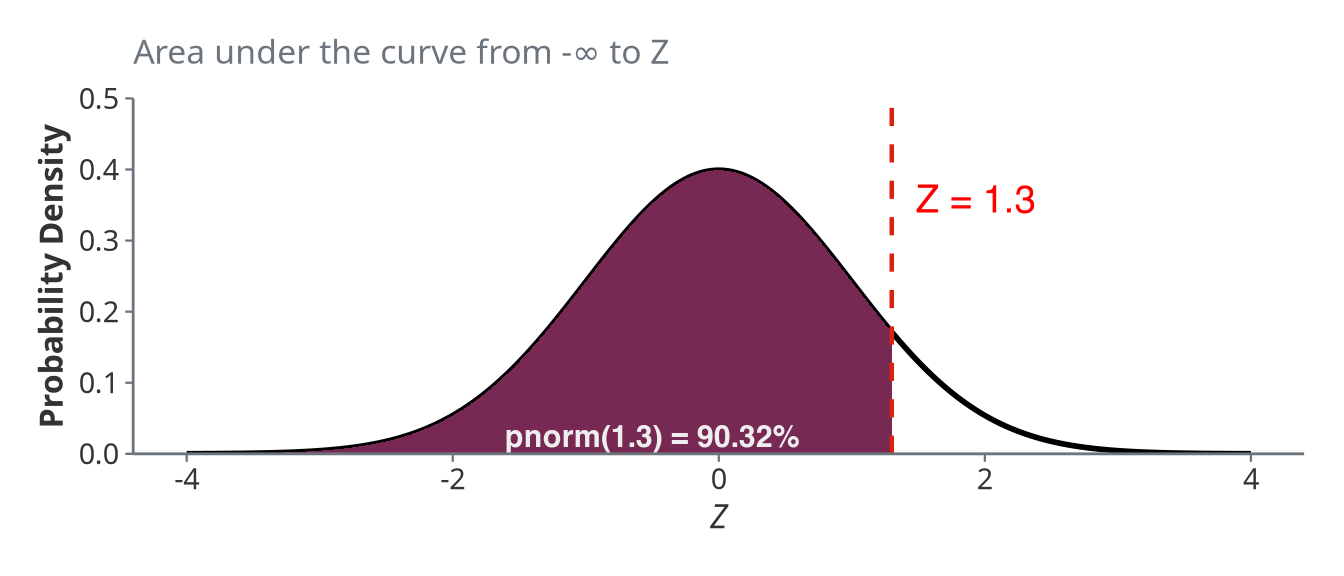 Area under the curve from -∞ to Z
0.5
0.4
0.3
0.2
0.1
0.0
Probability Density
Z = 1.3
pnorm(1.3) = 90.32%
-4
-2
0
2
4
Z